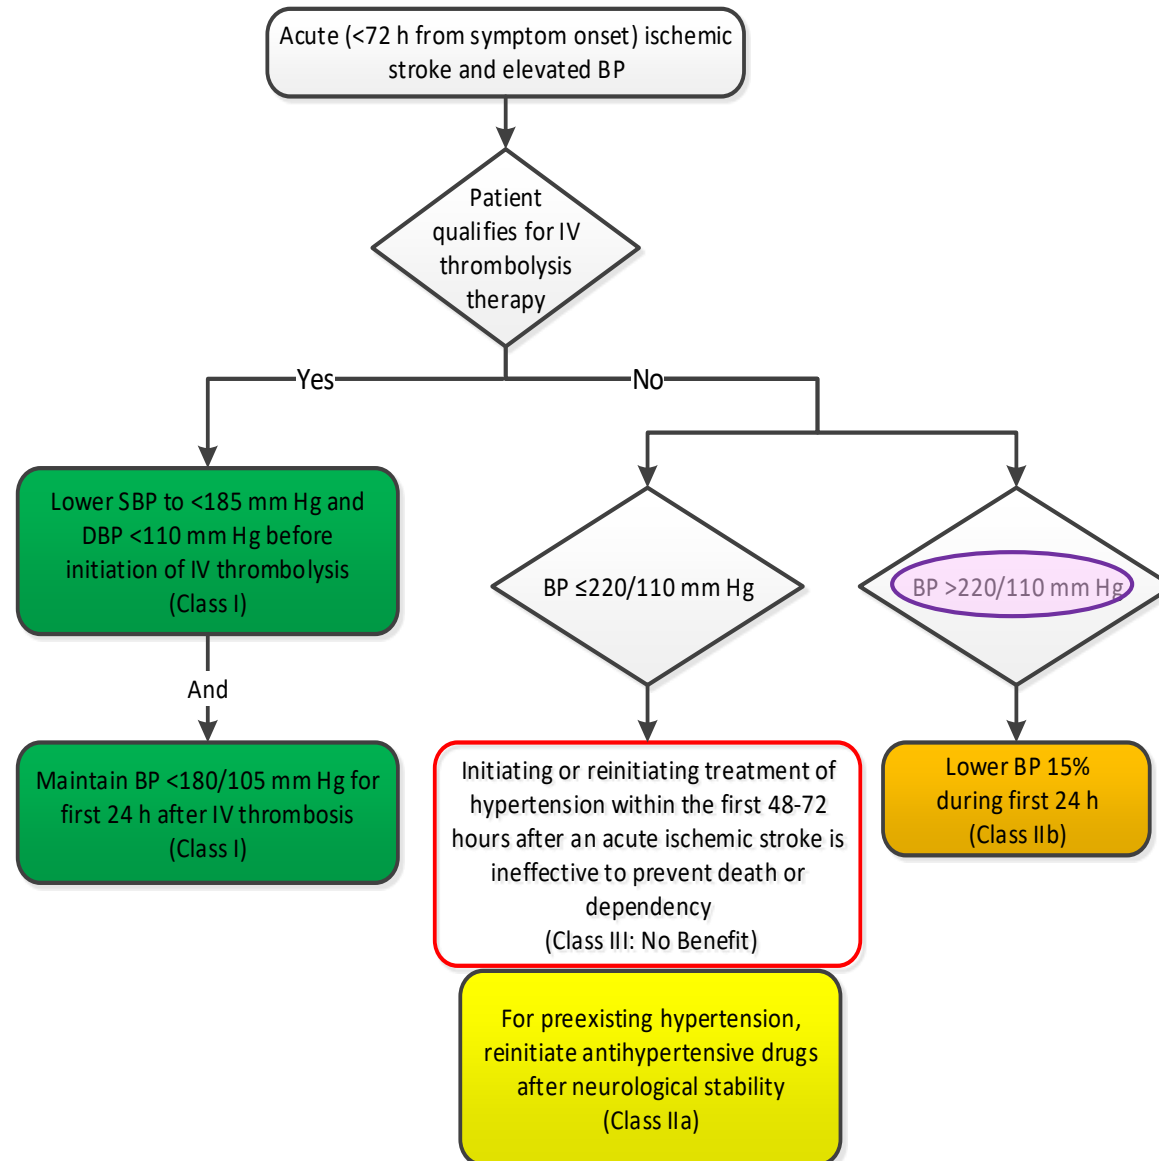 Acute (<72 h from symptom onset) ischemic
stroke and elevated BP
Patient
qualifies for IV
thrombolysis
therapy
Yes
No
Lower SBP to <185 mm Hg and
DBP <110 mm Hg before
initiation of IV thrombolysis
(Class I)
And
Maintain BP <180/105 mm Hg for
first 24 h after IV thrombosis
(Class I)
BP ≤220/110 mm Hg
Initiating or reinitiating treatment of
hypertension within the first 48-72
hours after an acute ischemic stroke is
ineffective to prevent death or
dependency
(Class III: No Benefit)
For preexisting hypertension,
reinitiate antihypertensive drugs
after neurological stability
(Class IIa)
BP >220/110 mm Hg
Lower BP 15%
during first 24 h
(Class IIb)